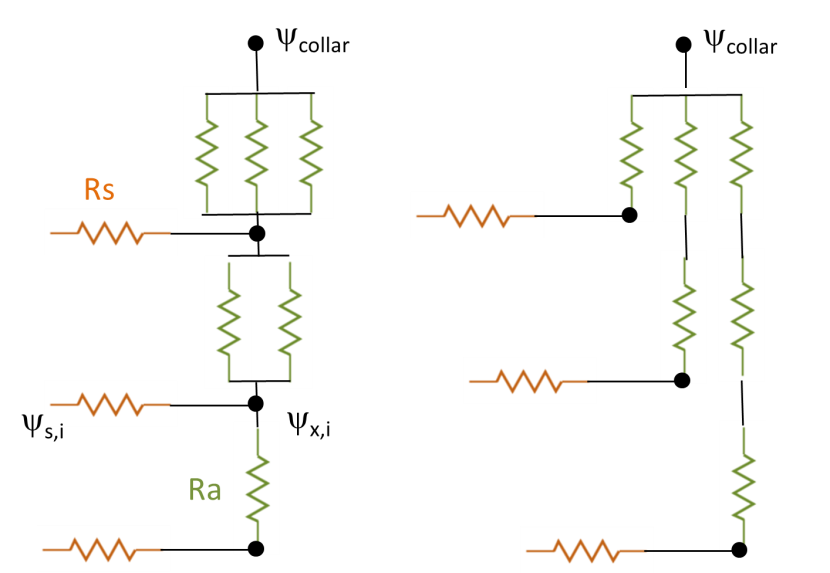 Ψcollar
Ψcollar
Rs
Ψs,i
Ψx,i
Ra